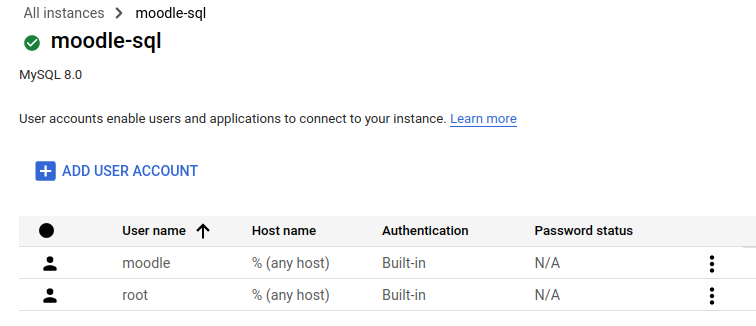 All instances > moodle-sql
moodle-sql
MySQL 8.0
User accounts enable users and applications to connect to your instance. Learn more
ADD USER ACCOUNT
User name Host name Authentication Password status
moodle % (any host) Built-in N/A
root % (any host) Built-in N/A